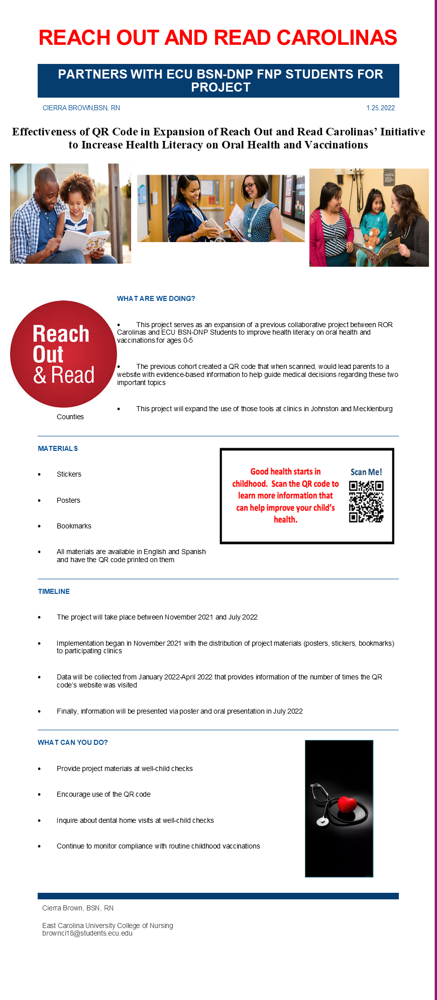 REACH OUT AND READ CAROLINAS
PARTNERS WITH ECU BSN-DNP FNP STUDENTS FOR
PROJECT
CIERRA BROWN,BSN, RN 1.25.2022
Effectiveness of QR Code in Expansion of Reach Out and Read Carolinas’ Initiative
to Increase Health Literacy on Oral Health and Vaccinations
Reach
Out
& Read
WHAT ARE WE DOING?
• This project serves as an expansion of a previous collaborative project between ROR
Carolinas and ECU BSN-DNP Students to improve health literacy on oral health and
vaccinations for ages 0-5
• The previous cohort created a QR code that when scanned, would lead parents to a
website with evidence-based information to help guide medical decisions regarding these two
important topics
• This project will expand the use of those tools at clinics in Johnston and Mecklenburg
Counties
MATERIALS
• Stickers
• Posters
• Bookmarks
• All materials are available in English and Spanish
and have the QR code printed on them
Good health starts in
childhood. Scan the QR code to
learn more information that
can help improve your child’s
health.
Scan Me!
TIMELINE
• The project will take place between November 2021 and July 2022
• Implementation began in November 2021 with the distribution of project materials (posters, stickers, bookmarks)
to participating clinics
• Data will be collected from January 2022-April 2022 that provides information of the number of times the QR
code’s website was visited
• Finally, information will be presented via poster and oral presentation in July 2022
WHAT CAN YOU DO?
• Provide project materials at well-child checks
• Encourage use of the QR code
• Inquire about dental home visits at well-child checks
• Continue to monitor compliance with routine childhood vaccinations
Cierra Brown, BSN, RN
East Carolina University College of Nursing
brownci18@students.ecu.edu